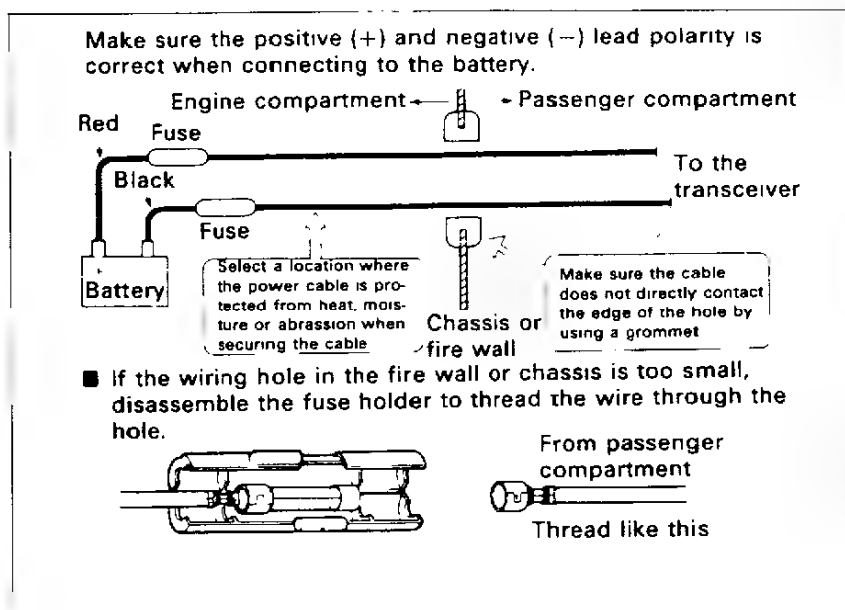 Make sure the positive (+) and negative (−) lead polarity is
correct when connecting to the battery.
Engine compartment
Passenger compartment
Red
Fuse
To the
transceiver
Black
Fuse
Battery
Select a location where
the power cable is pro-
tected from heat, mois-
ture or abrassion when
securing the cable
Chassis or
fire wall
Make sure the cable
does not directly contact
the edge of the hole by
using a grommet
■ If the wiring hole in the fire wall or chassis is too small,
disassemble the fuse holder to thread the wire through the
hole.
From passenger
compartment
Thread like this